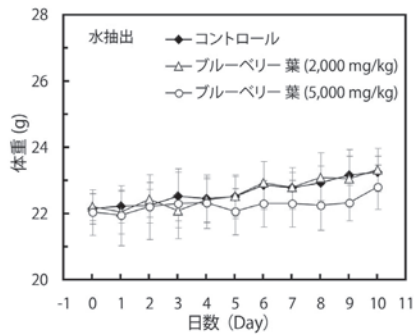 水抽出
コントロール
ブルーベリー 葉 (2,000 mg/kg)
ブルーベリー 葉 (5,000 mg/kg)
体重 (g)
28
26
24
22
20
-1 0 1 2 3 4 5 6 7 8 9 10 11
日数 (Day)